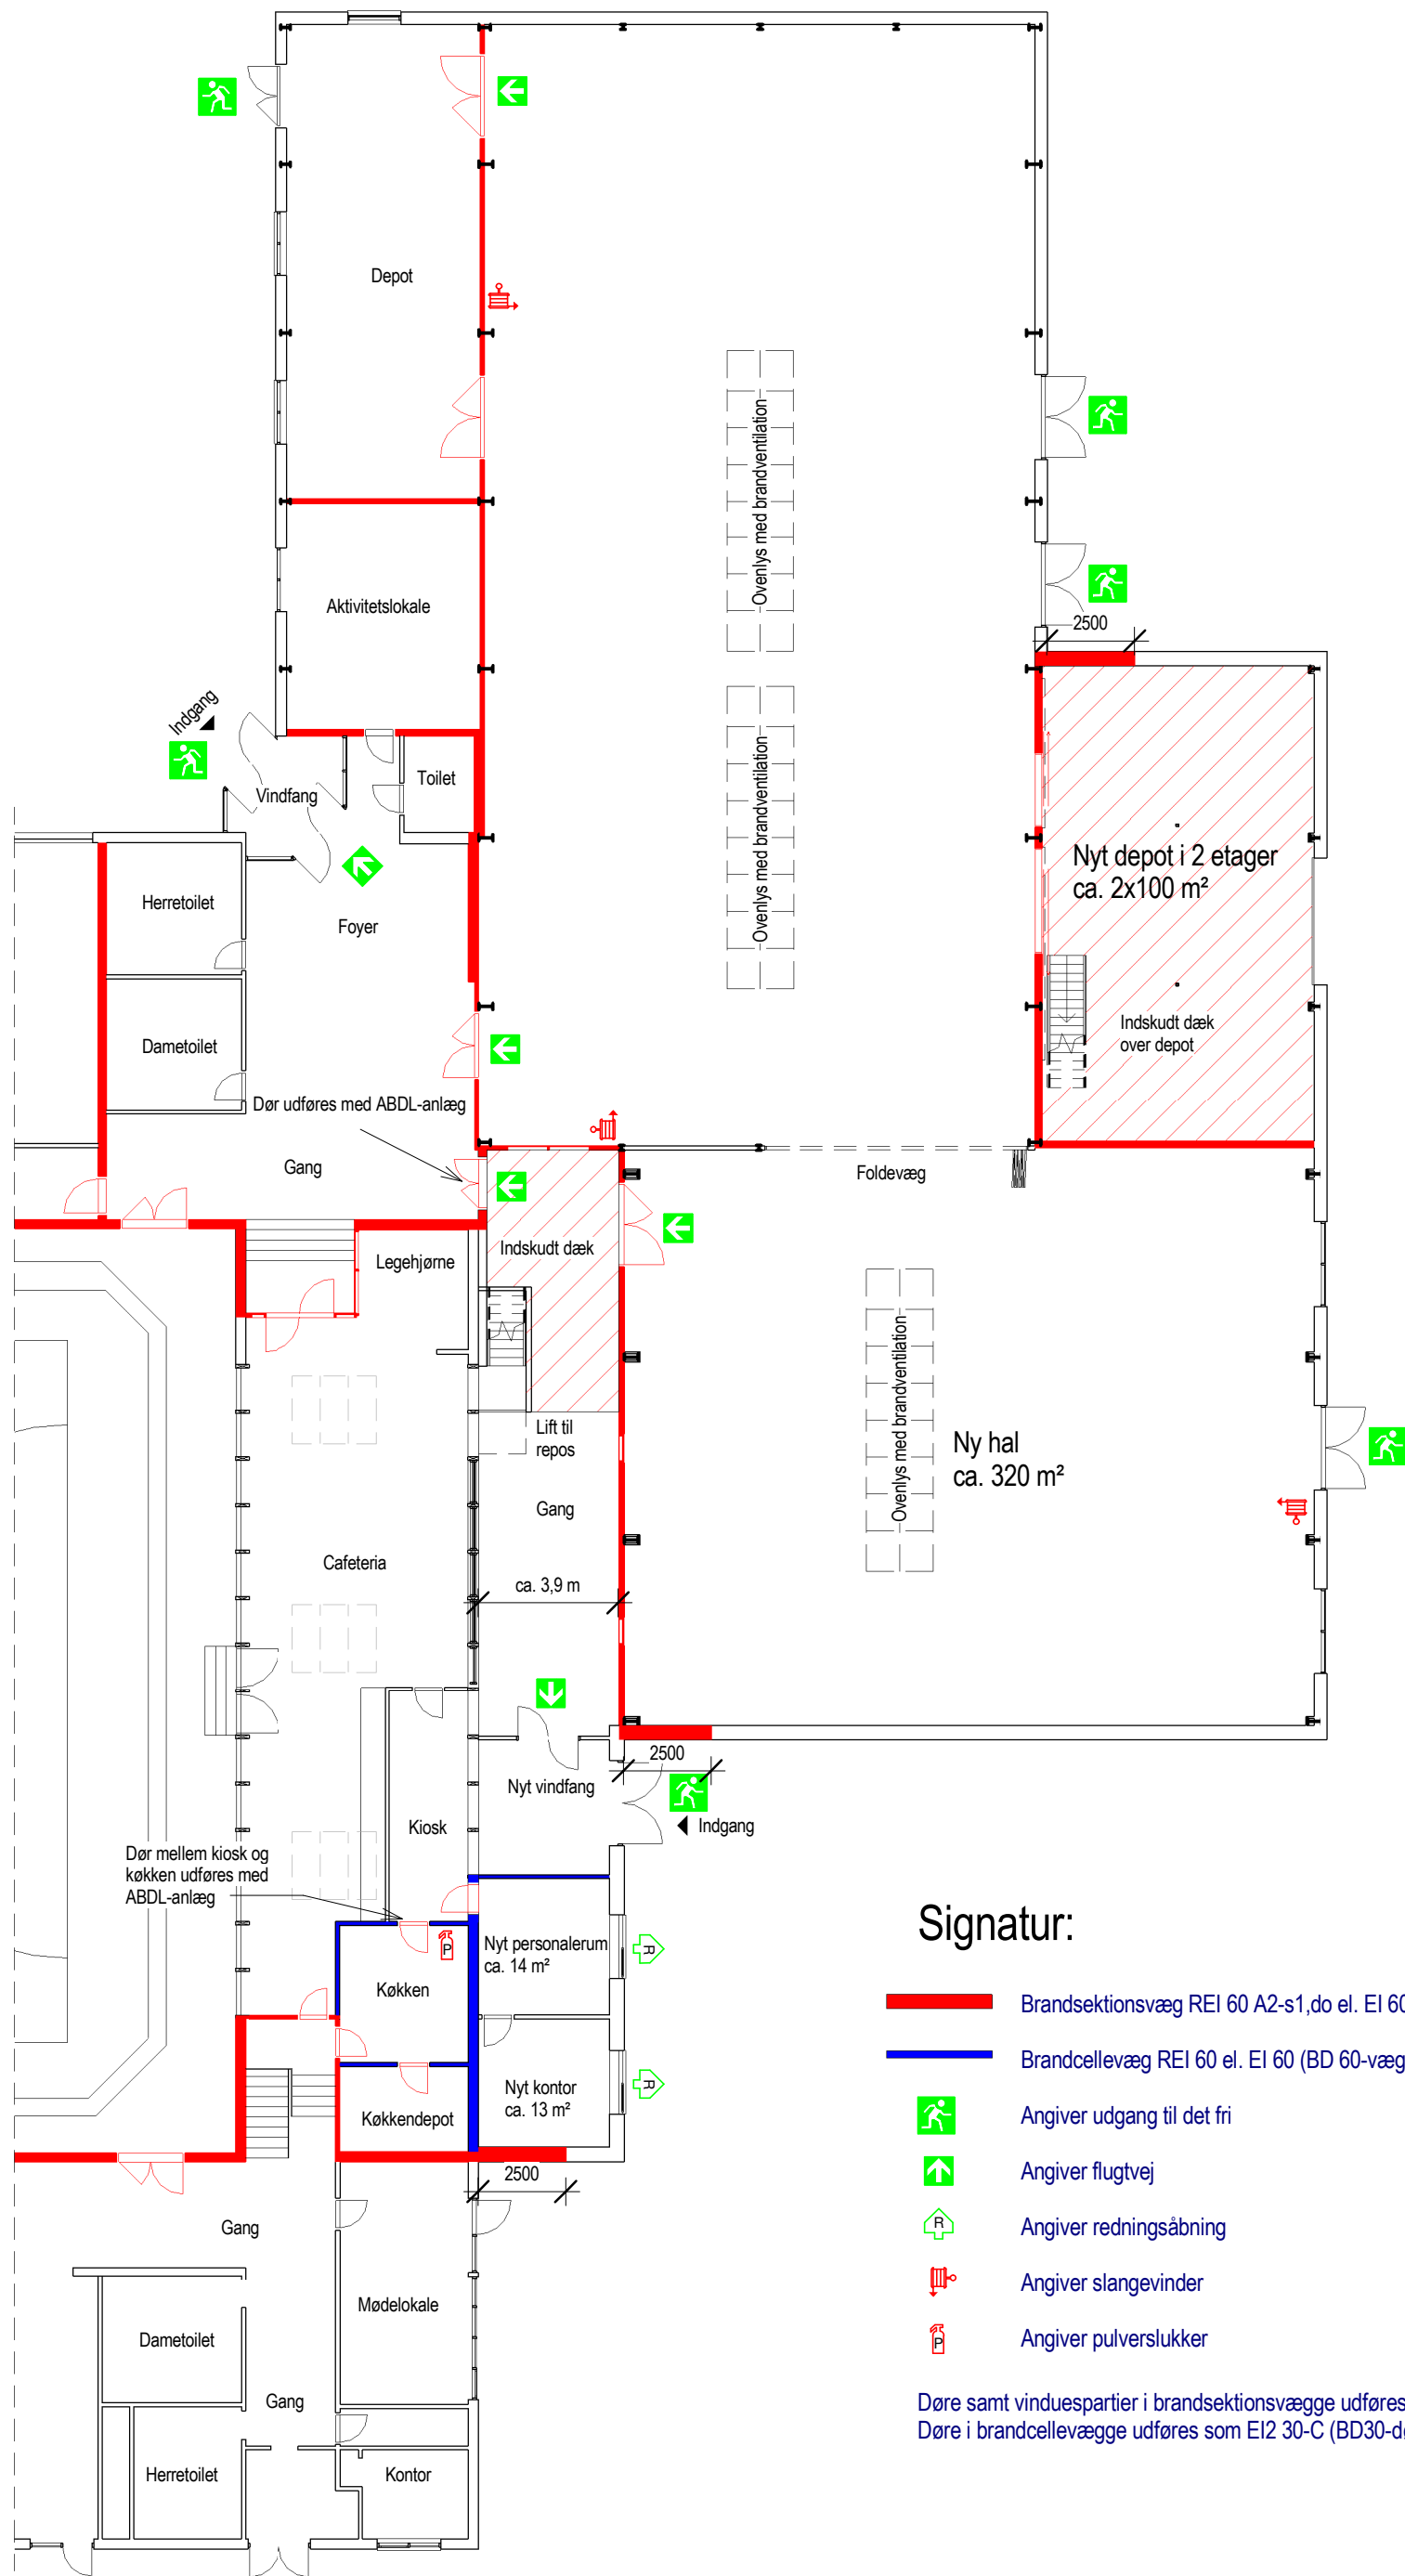 Depot
Ovenlys med brandventilation
Aktivitetslokale
2500
Indgang
Ovenlys med brandventilation
Toilet
Vindfang
Nyt depot i 2 etager
ca. 2x100 m²
Herretoilet
Foyer
Indskudt dæk
over depot
Dametoilet
Dør udføres med ABDL-anlæg
Gang
Foldevæg
Legehjørne
Indskudt dæk
Ovenlys med brandventilation
Lift til
repos
Ny hal
ca. 320 m²
Gang
Cafeteria
ca. 3,9 m
2500
Nyt vindfang
Indgang
Kiosk
Dør mellem kiosk og
køkken udføres med
ABDL-anlæg
P
Nyt personalerum
ca. 14 m²
R
Køkken
Nyt kontor
ca. 13 m²
R
Køkkendepot
2500
Gang
Mødelokale
Dametoilet
Gang
Herretoilet
Kontor
Signatur:
Brandsektionsvæg REI 60 A2-s1,do el. EI 60
Brandcellevæg REI 60 el. EI 60 (BD 60-væg
Angiver udgang til det fri
Angiver flugtvej
R
Angiver redningsåbning
Angiver slangevinder
P
Angiver pulverslukker
Døre samt vinduespartier i brandsektionsvægge udføres
Døre i brandcellevægge udføres som EI2 30-C (BD30-dø